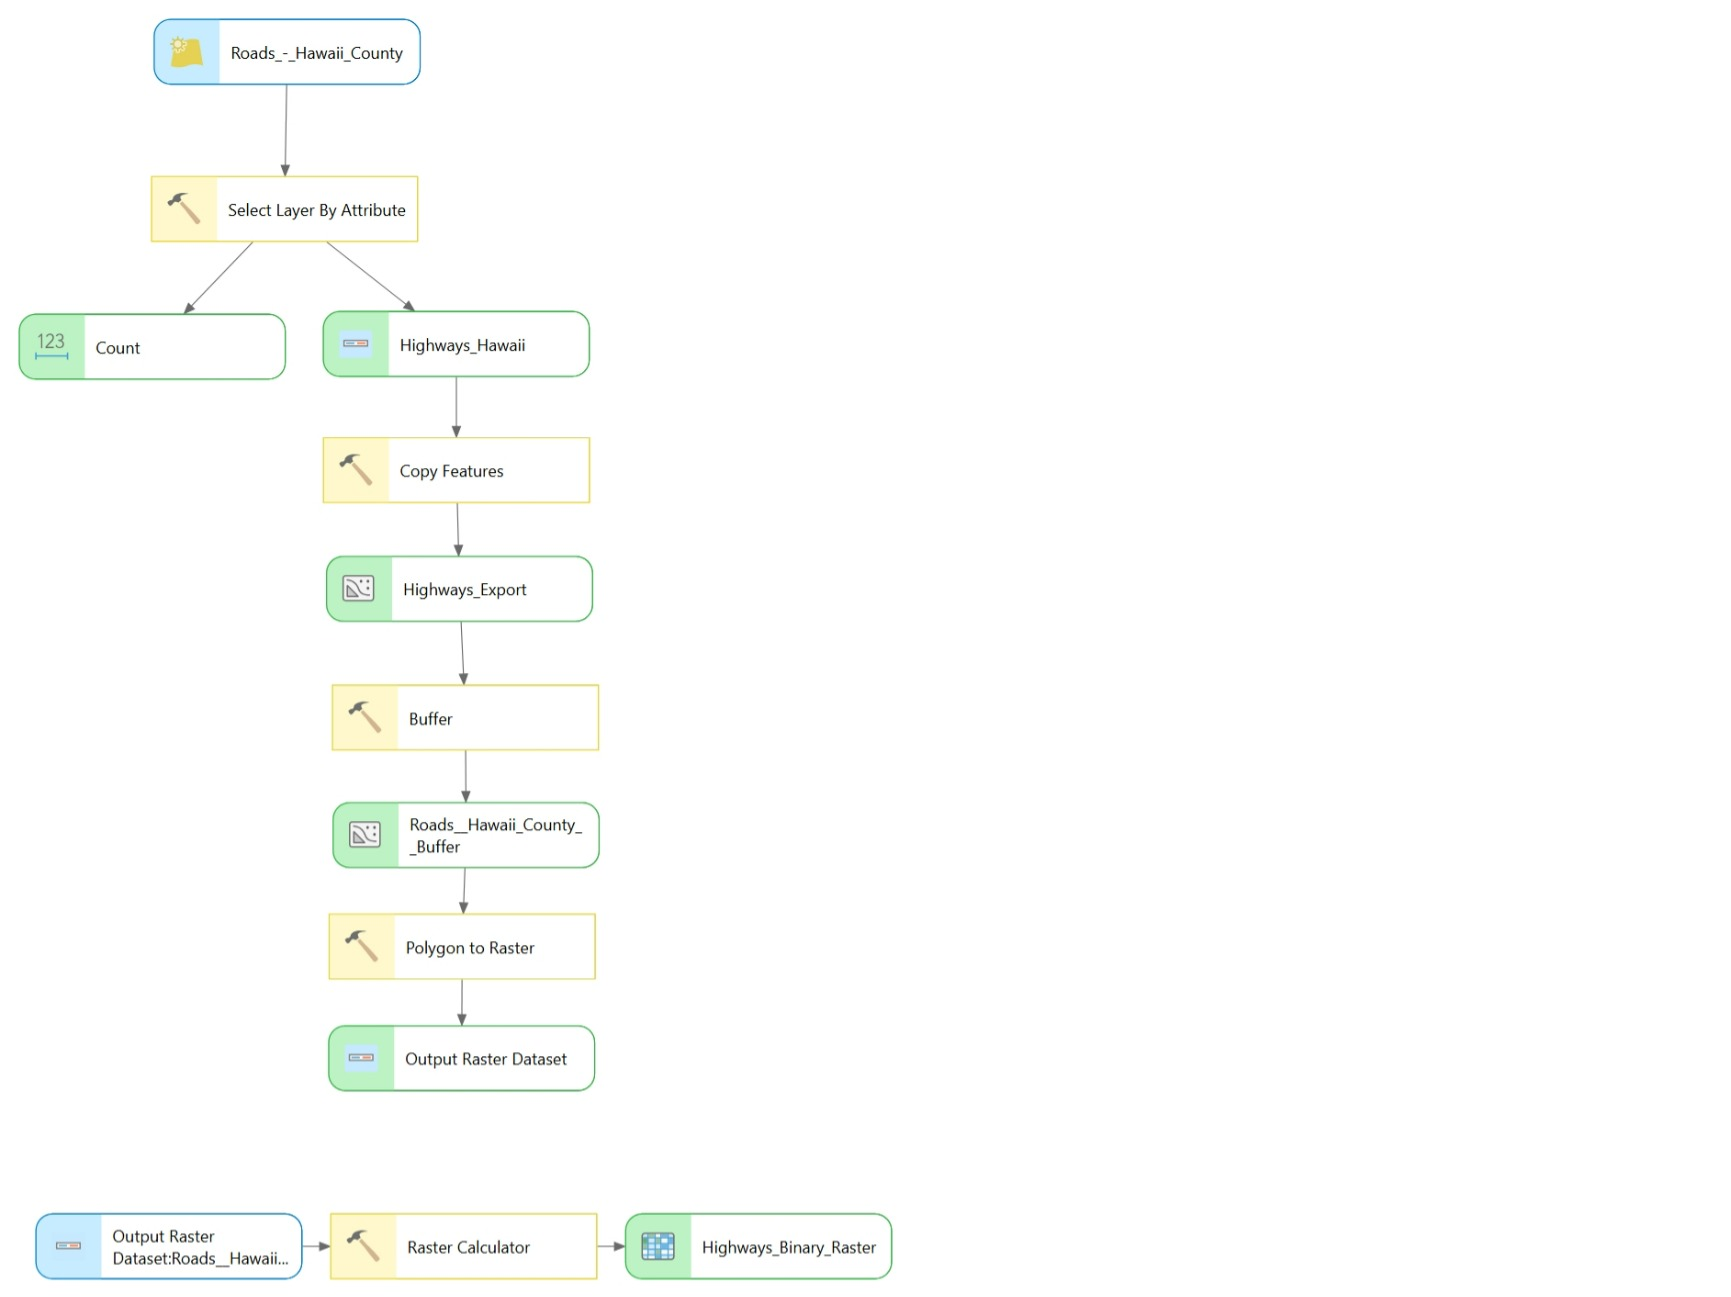 Roads_-_Hawaii_County
Select Layer By Attribute
123
Count
Highways_Hawaii
Copy Features
Highways_Export
Buffer
Roads__Hawaii_County_
_Buffer
Polygon to Raster
Output Raster Dataset
Output Raster
Dataset:Roads__Hawaii...
Raster Calculator
Highways_Binary_Raster